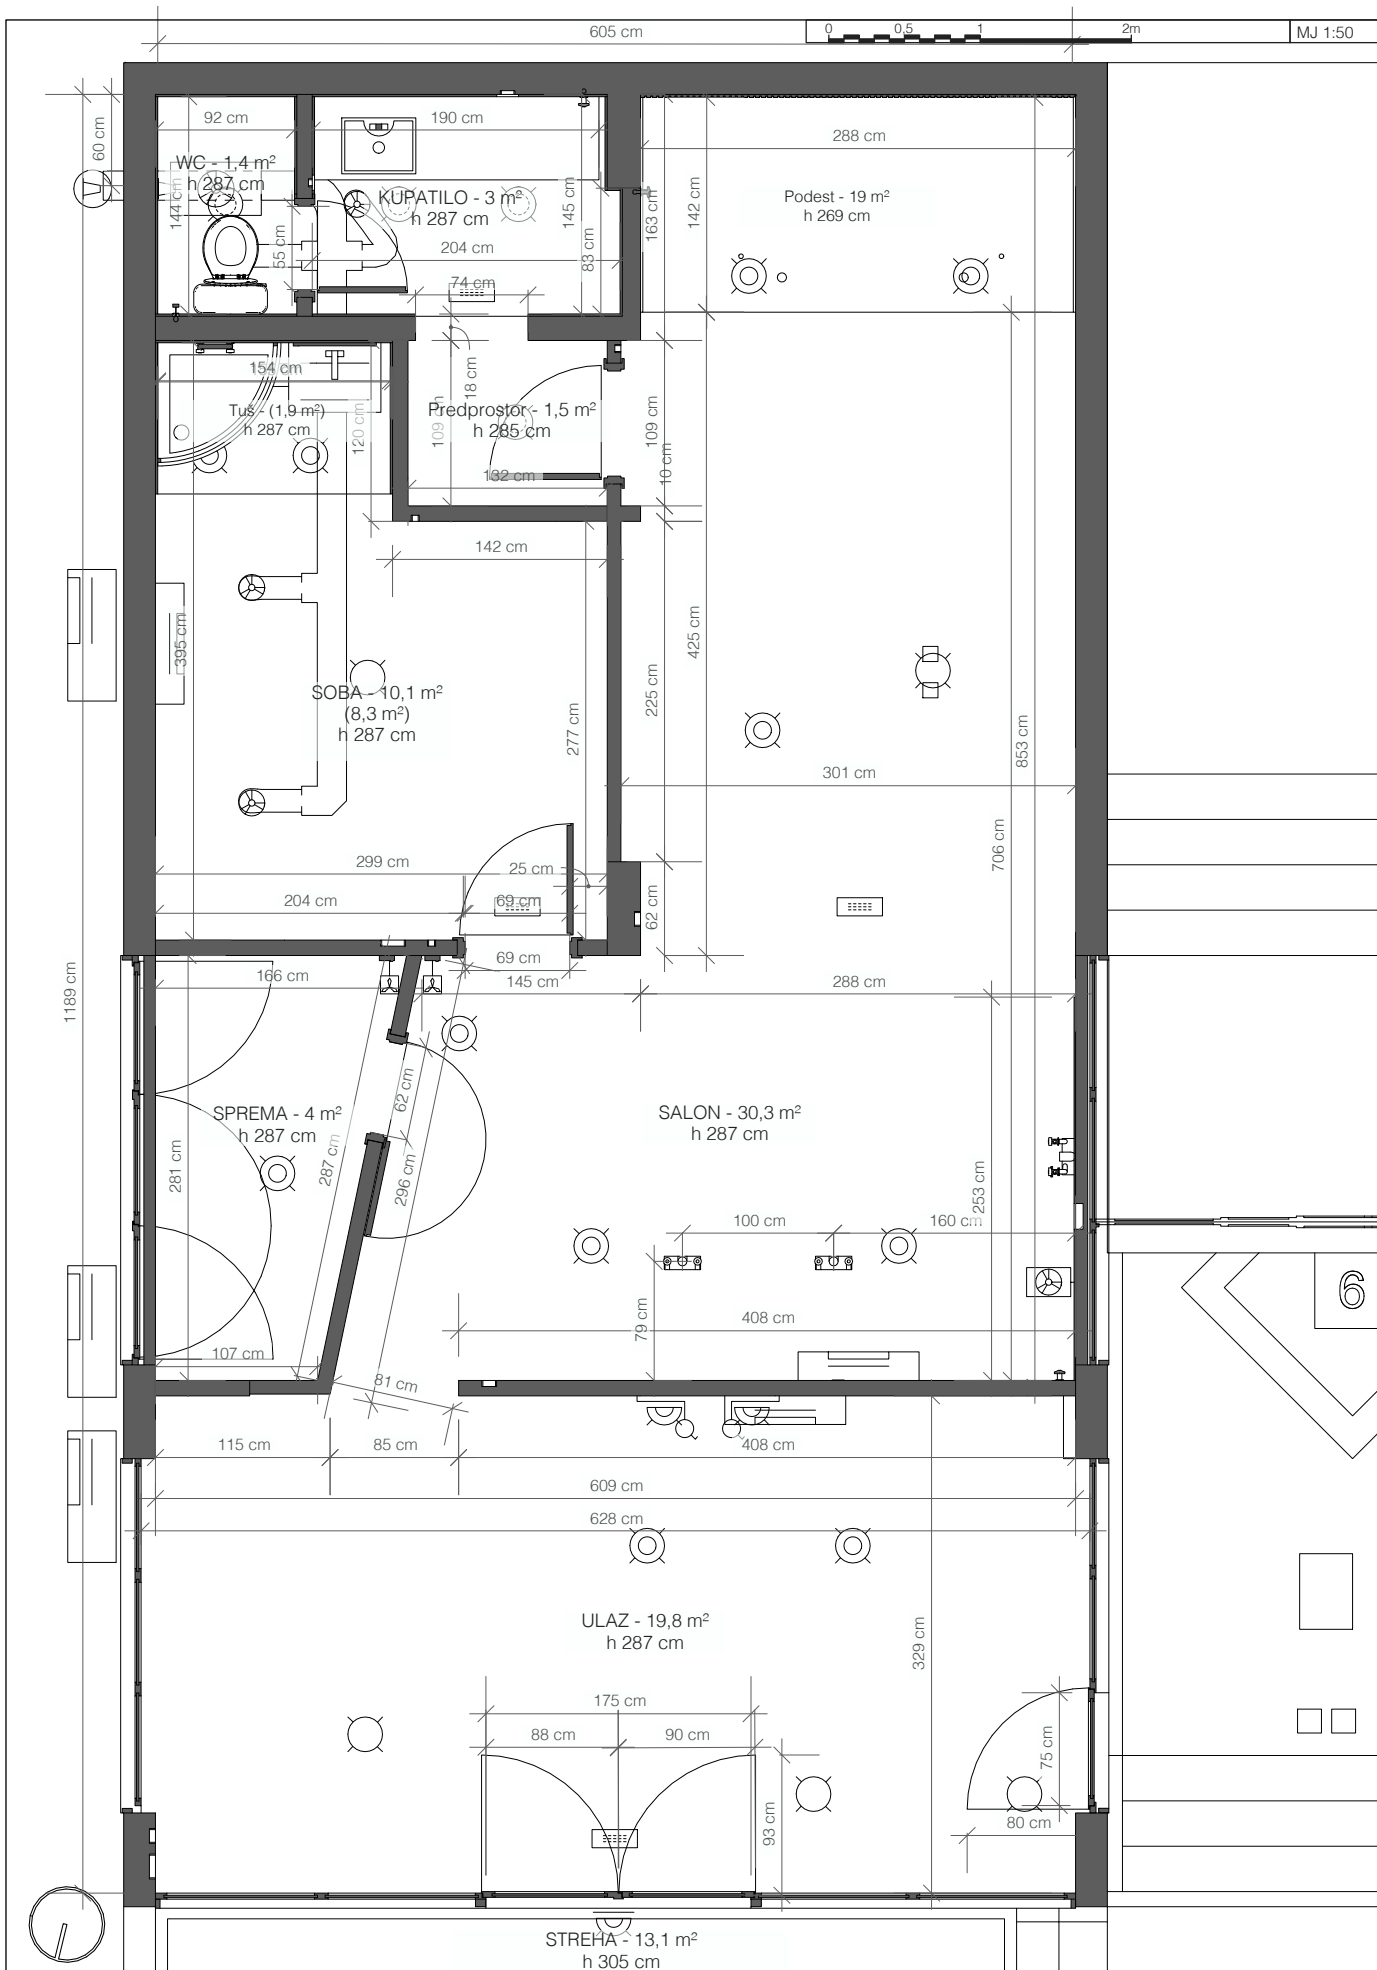 605 cm
0
0,5
1
2m
MJ 1:50
60 cm
92 cm
190 cm
288 cm
WC - 1,4 m²
h 287 cm
144 cm
KUPATILO - 3 m²
h 287 cm
145 cm
163 cm
142 cm
Podest - 19 m²
h 269 cm
55 cm
204 cm
83 cm
74 cm
154 cm
18 cm
Tuš - (1,9 m²)
h 287 cm
120 cm
109 cm
Predprostor - 1,5 m²
h 285 cm
109 cm
10 cm
132 cm
142 cm
395 cm
425 cm
225 cm
SOBA - 10,1 m²
(8,3 m²)
h 287 cm
277 cm
853 cm
301 cm
706 cm
299 cm
25 cm
204 cm
69 cm
62 cm
69 cm
166 cm
145 cm
288 cm
1189 cm
62 cm
SPREMA - 4 m²
h 287 cm
SALON - 30,3 m²
h 287 cm
281 cm
287 cm
296 cm
253 cm
100 cm
160 cm
6
79 cm
408 cm
107 cm
81 cm
115 cm
85 cm
408 cm
609 cm
628 cm
ULAZ - 19,8 m²
h 287 cm
329 cm
175 cm
88 cm
90 cm
75 cm
93 cm
80 cm
STREHA - 13,1 m²
h 305 cm